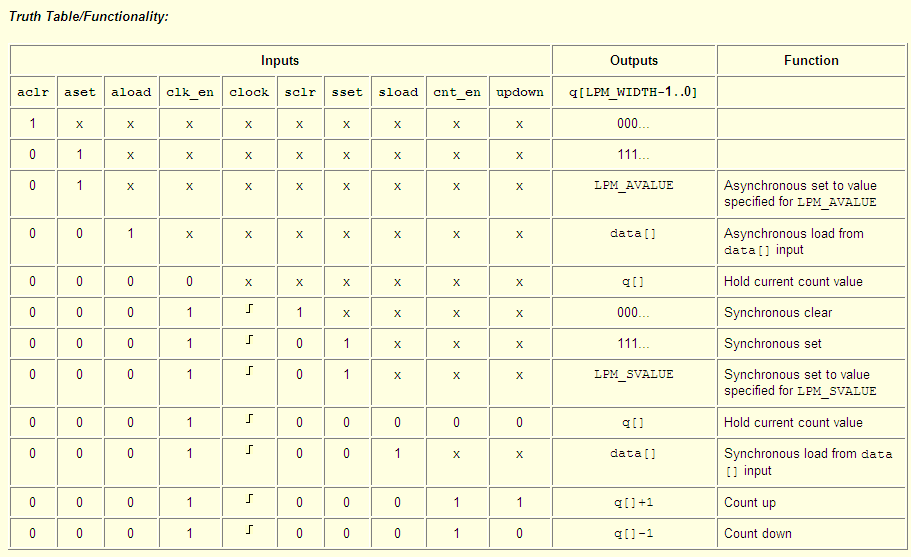 Truth Table/Functionality:
Inputs Outputs Function
aclr aset aload clk_en clock sclr sset sload cnt_en updown q[LPM_WIDTH-1..0]
1 x x x x x x x x x 000...
0 1 x x x x x x x x 111...
0 1 x x x x x x x x LPM_AVALUE Asynchronous set to value
specified for LPM_AVALUE
0 0 1 x x x x x x x data[] Asynchronous load from
data[] input
0 0 0 0 x x x x x x q[] Hold current count value
0 0 0 1 1 x x x x 000... Synchronous clear
0 0 0 1 0 1 x x x 111... Synchronous set
0 0 0 1 0 1 x x x LPM_SVALUE Synchronous set to value
specified for LPM_SVALUE
0 0 0 1 0 0 0 0 0 q[] Hold current count value
0 0 0 1 0 0 1 x x data[] Synchronous load from data
[] input
0 0 0 1 0 0 0 1 1 q[]+1 Count up
0 0 0 1 0 0 0 1 0 q[]-1 Count down